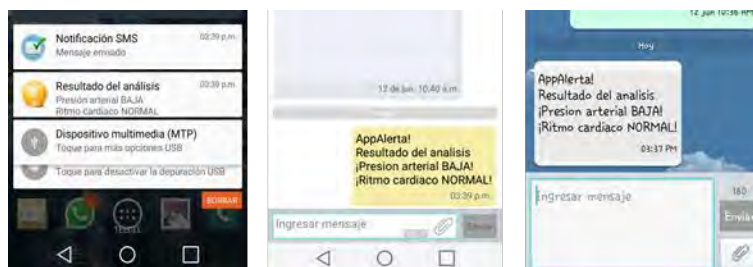 Notificación SMS
03:39 p.m.
Mensaje enviado
Resultado del análisis
03:39 p.m.
Presión arterial BAJA
Ritmo cardiaco NORMAL
Dispositivo multimedia (MTP)
Toque para más opciones USB
Toque para desactivar la depuración USB
BORRAR
12 de jun. 10:40 a.m.
AppAlerta!
Resultado del analisis
¡Presion arterial BAJA!
¡Ritmo cardiaco NORMAL!
03:39 p.m.
Ingresar mensaje
Enviar
12 jun 10:36 AM
Hoy
AppAlerta!
Resultado del analisis
¡Presion arterial BAJA!
¡Ritmo cardiaco NORMAL!
03:37 PM
Ingresar mensaje
160
Enviar